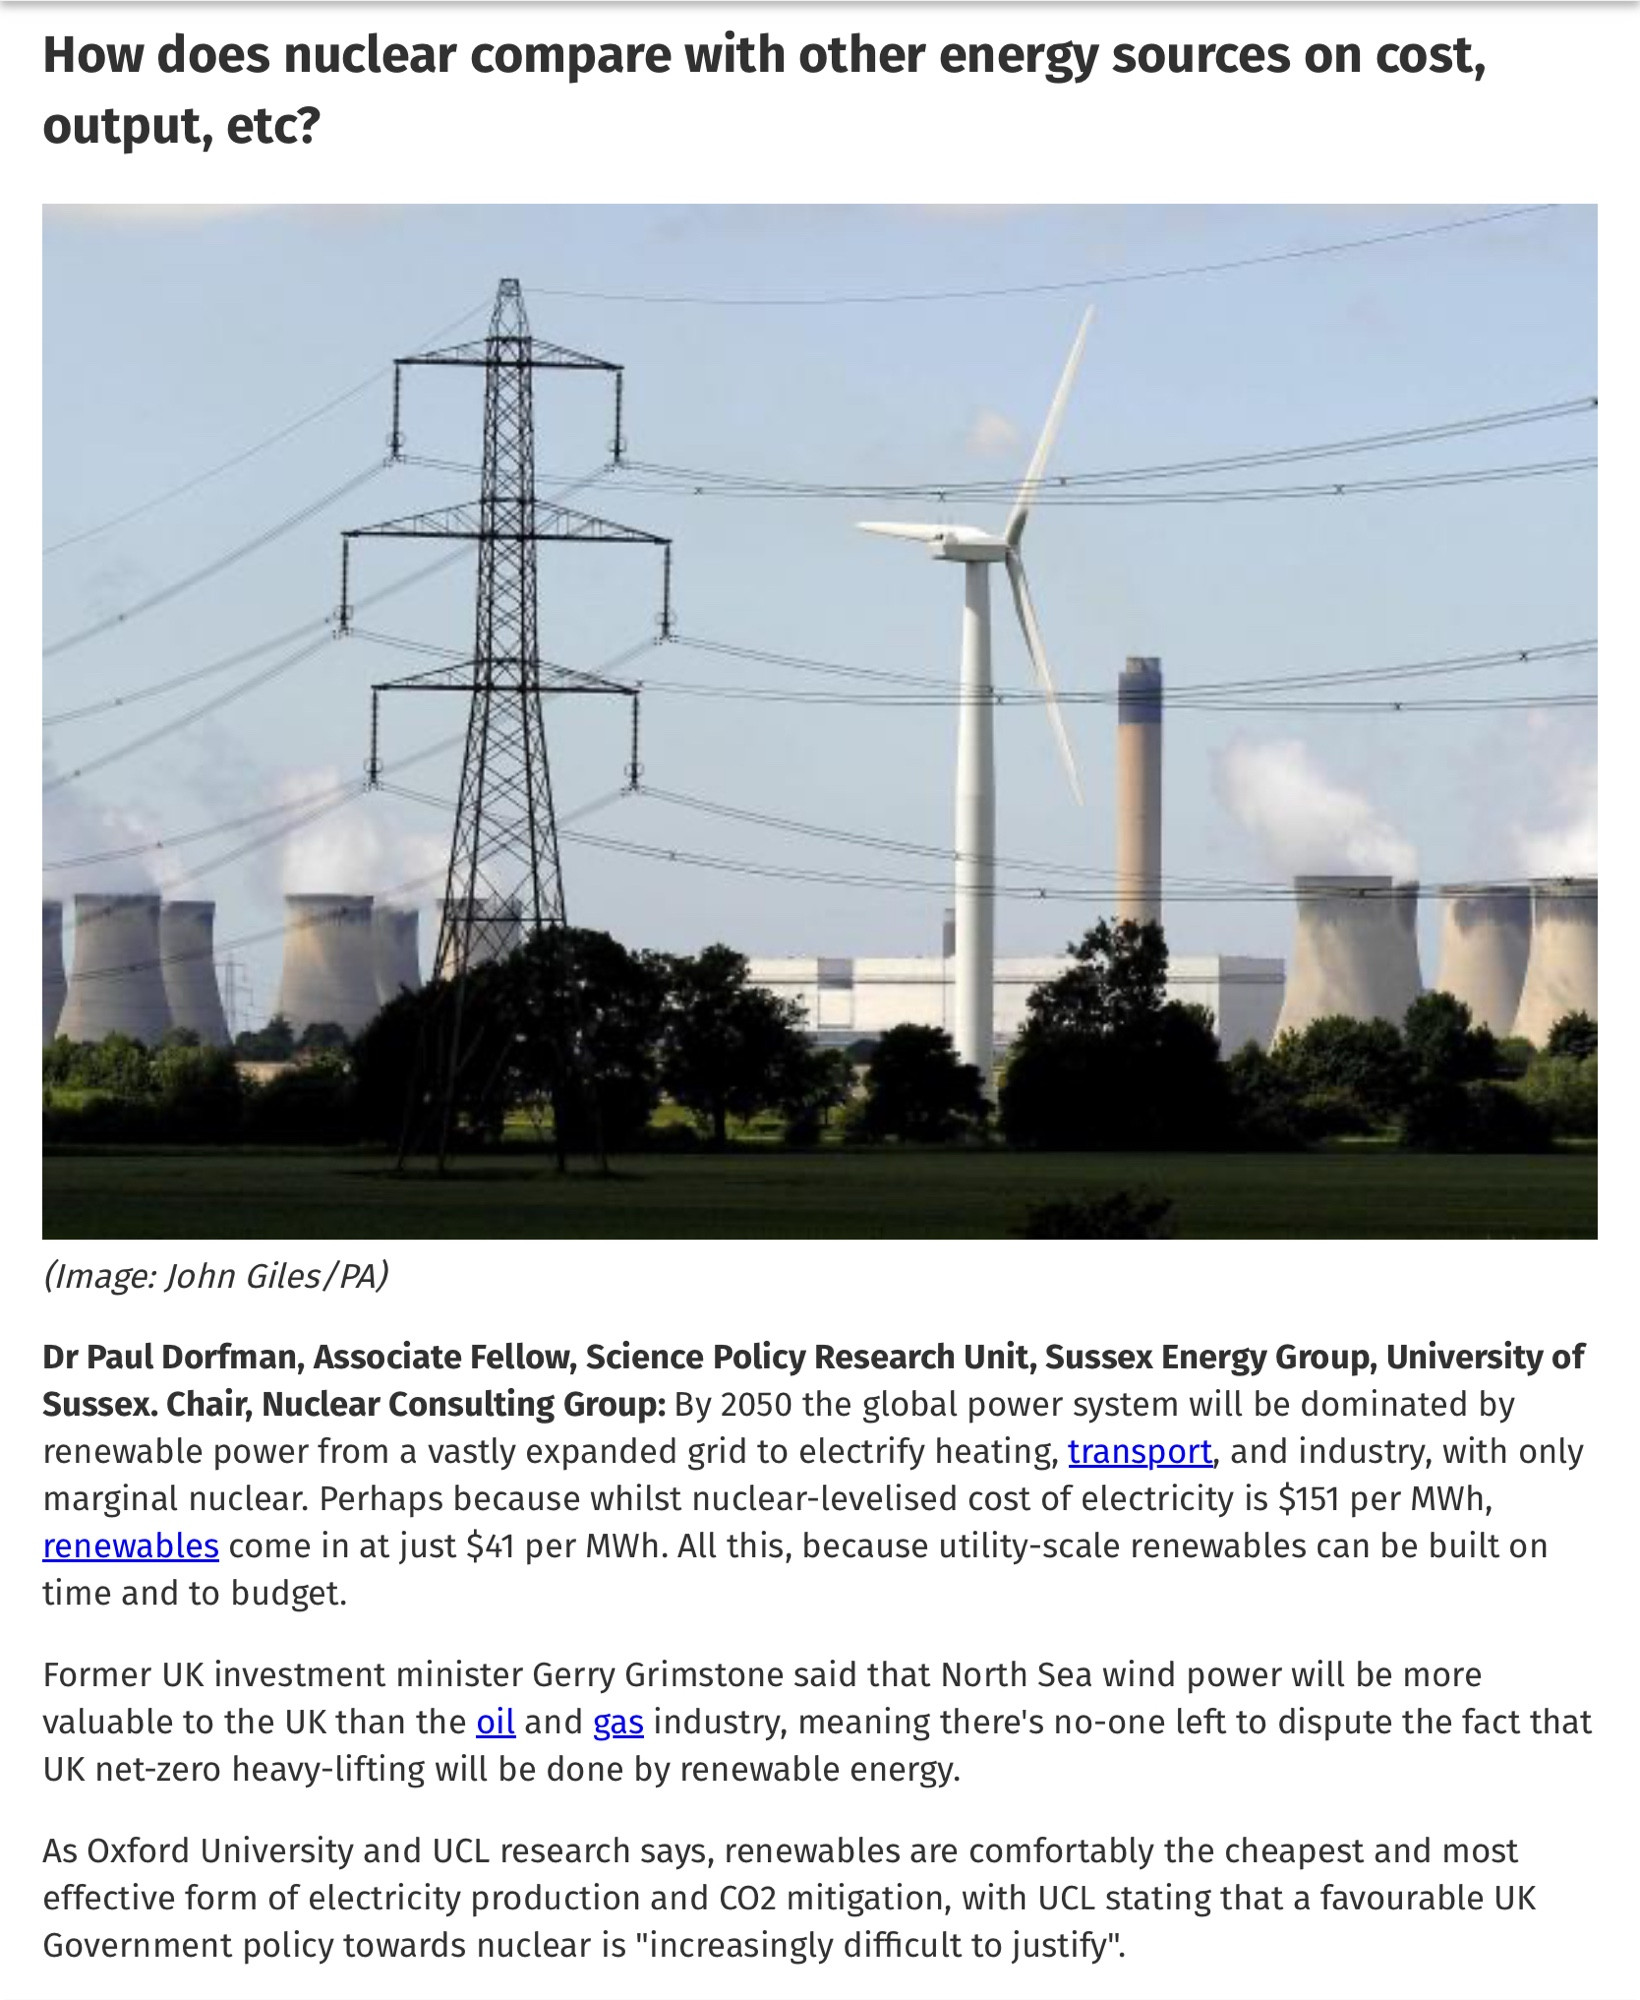 How does nuclear compare with other energy sources on cost,
output, etc?
(Image: John Giles/PA)
Dr Paul Dorfman, Associate Fellow, Science Policy Research Unit, Sussex Energy Group, University of
Sussex. Chair, Nuclear Consulting Group: By 2050 the global power system will be dominated by
renewable power from a vastly expanded grid to electrify heating, transport, and industry, with only
marginal nuclear. Perhaps because whilst nuclear-levelised cost of electricity is $151 per MWh,
renewables come in at just $41 per MWh. All this, because utility-scale renewables can be built on
time and to budget.
Former UK investment minister Gerry Grimstone said that North Sea wind power will be more
valuable to the UK than the oil and gas industry, meaning there's no-one left to dispute the fact that
UK net-zero heavy-lifting will be done by renewable energy.
As Oxford University and UCL research says, renewables are comfortably the cheapest and most
effective form of electricity production and CO2 mitigation, with UCL stating that a favourable UK
Government policy towards nuclear is "increasingly difficult to justify".